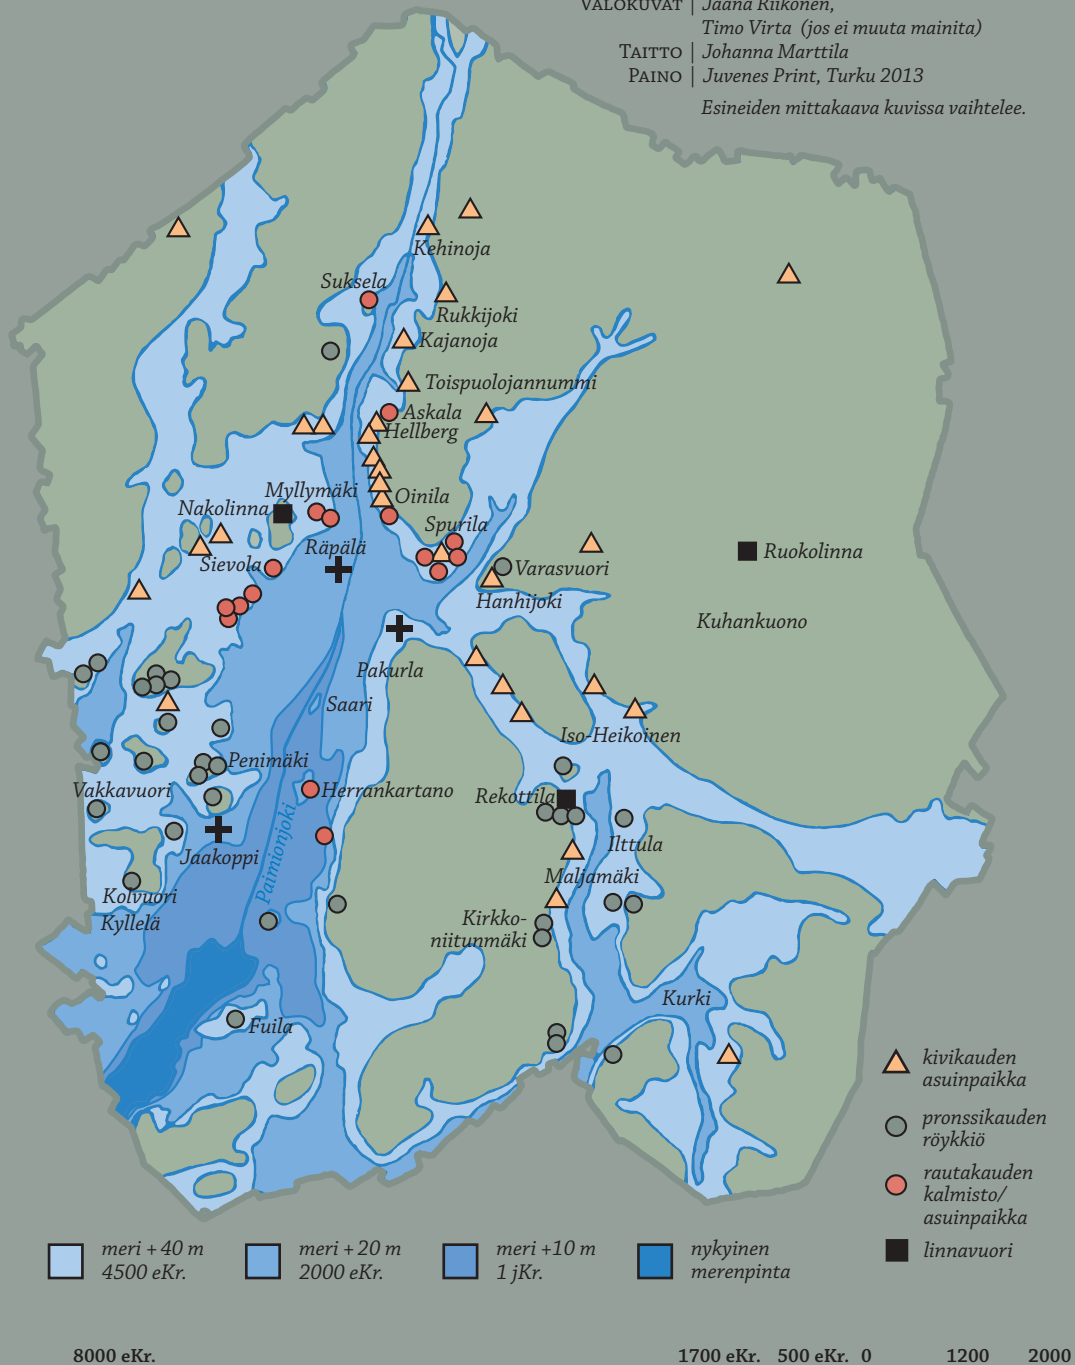 VALOKUVAT | Jaana Riikonen,
Timo Virta (jos ei muuta mainita)
TAITTO | Johanna Marttila
PAINO | Juvenes Print, Turku 2013
Esineiden mittakaava kuvissa vaihtelee.
Kehinoja
Suksela
Rukkijoki
Kajanoja
Toispuolojannummi
Askala
Hellberg
Myllymäki
Oinila
Nakolinna
Spurila
Räpälä
Ruokolinna
Sievola
Varasvuori
Hanhijoki
Kuhankuono
Pakurla
Saari
Iso-Heikoinen
Penimäki
Vakkavuori
Herrankartano
Rekottila
Paimionjoki
Ilttula
Jaakoppi
Maljamäki
Kolvuori
Kyllelä
Kirkko-
niitunmäki
Kurki
Fuila
kivikauden
asuinpaikka
pronssikauden
röykkiö
rautakauden
kalmisto/
asuinpaikka
linnavuori
meri + 40 m
4500 eKr.
meri + 20 m
2000 eKr.
meri +10 m
1 jKr.
nykyinen
merenpinta
8000 eKr. 1700 eKr. 500 eKr. 0 1200 2000